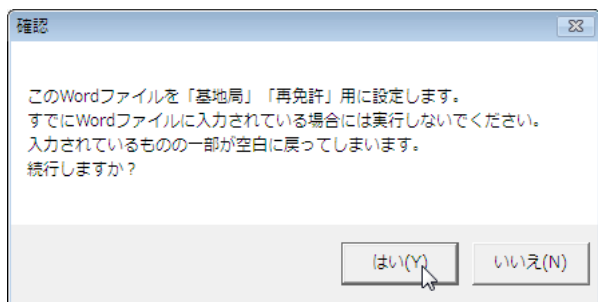 確認
このWordファイルを「基地局」「再免許」用に設定します。
すでにWordファイルに入力されている場合には実行しないでください。
入力されているものの一部が空白に戻ってしまいます。
続行しますか？
はい(Y)
いいえ(N)